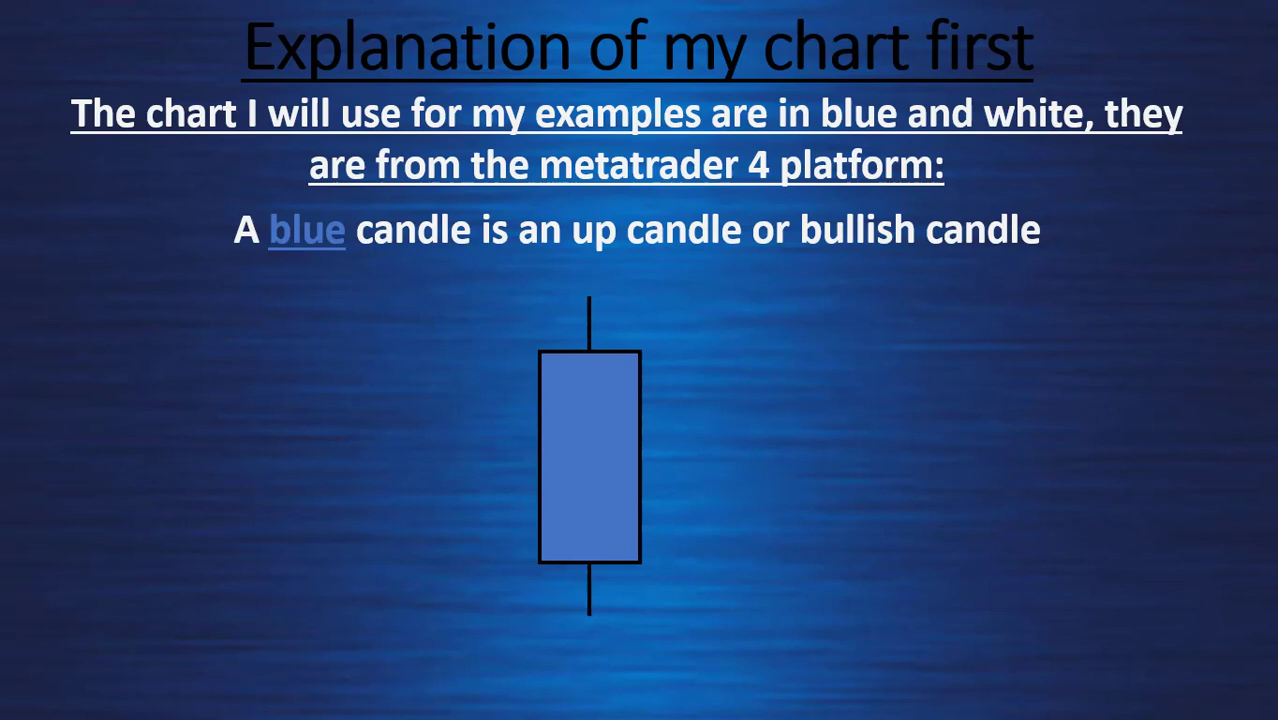 Explanation of my chart first
The chart I will use for my examples are in blue and white, they
are from the metatrader 4 platform:
A blue candle is an up candle or bullish candle